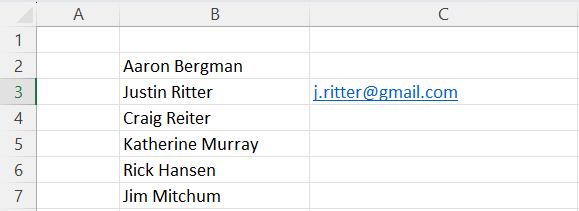 A B C
1
2 Aaron Bergman
3 Justin Ritter j.ritter@gmail.com
4 Craig Reiter
5 Katherine Murray
6 Rick Hansen
7 Jim Mitchum